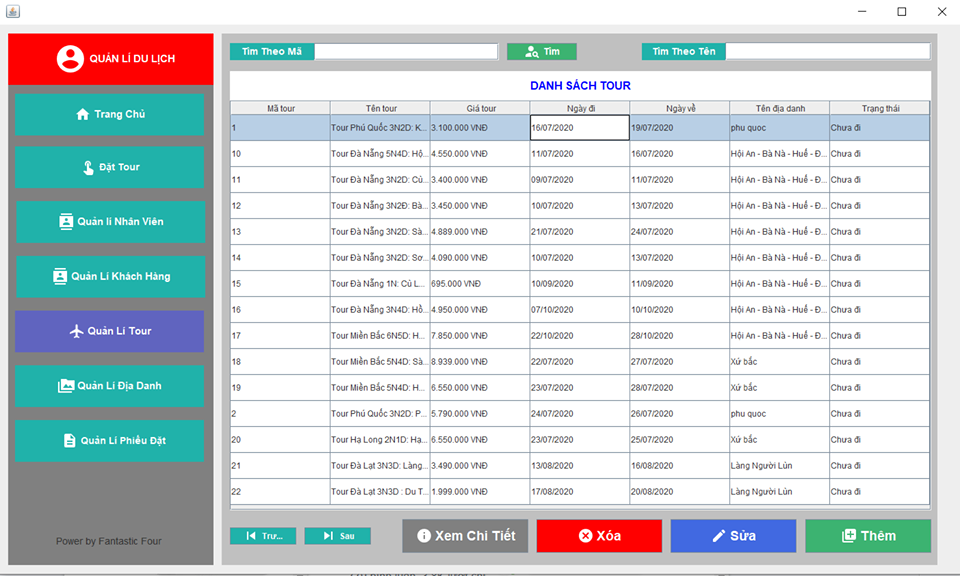 QUẢN LÍ DU LỊCH
Trang Chủ
Đặt Tour
Quản lí Nhân Viên
Quản Lí Khách Hàng
Quản Lí Tour
Quản Lí Địa Danh
Quản Lí Phiếu Đặt
Power by Fantastic Four
Tìm Theo Mã Tìm Tìm Theo Tên
DANH SÁCH TOUR
Mã tour Tên tour Giá tour Ngày đi Ngày về Tên địa danh Trạng thái
1 Tour Phú Quốc 3N2D: K... 3.100.000 VNĐ 16/07/2020 19/07/2020 phu quoc Chưa đi
10 Tour Đà Nẵng 5N4D: Hộ... 4.550.000 VNĐ 11/07/2020 16/07/2020 Hội An - Bà Nà - Huế - Đ... Chưa đi
11 Tour Đà Nẵng 3N2D: Củ... 3.400.000 VNĐ 09/07/2020 11/07/2020 Hội An - Bà Nà - Huế - Đ... Chưa đi
12 Tour Đà Nẵng 3N2Đ: Bà... 3.450.000 VNĐ 10/07/2020 13/07/2020 Hội An - Bà Nà - Huế - Đ... Chưa đi
13 Tour Đà Nẵng 3N2D: Sà... 4.889.000 VNĐ 21/07/2020 24/07/2020 Hội An - Bà Nà - Huế - Đ... Chưa đi
14 Tour Đà Nẵng 3N2D: Sơ... 4.090.000 VNĐ 10/07/2020 13/07/2020 Hội An - Bà Nà - Huế - Đ... Chưa đi
15 Tour Đà Nẵng 1N: Củ L... 695.000 VNĐ 10/09/2020 11/09/2020 Hội An - Bà Nà - Huế - Đ... Chưa đi
16 Tour Đà Nẵng 3N4D: Hồ... 4.950.000 VNĐ 07/10/2020 10/10/2020 Hội An - Bà Nà - Huế - Đ... Chưa đi
17 Tour Miền Bắc 6N5D: H... 7.850.000 VNĐ 22/10/2020 28/10/2020 Hội An - Bà Nà - Huế - Đ... Chưa đi
18 Tour Miền Bắc 5N4D: Sà... 8.939.000 VNĐ 22/07/2020 27/07/2020 Xứ bắc Chưa đi
19 Tour Miền Bắc 5N4D: H... 6.550.000 VNĐ 23/07/2020 28/07/2020 Xứ bắc Chưa đi
2 Tour Phú Quốc 3N2D: P... 5.790.000 VNĐ 24/07/2020 26/07/2020 phu quoc Chưa đi
20 Tour Hạ Long 2N1D: Hạ... 6.550.000 VNĐ 23/07/2020 25/07/2020 Xứ bắc Chưa đi
21 Tour Đà Lạt 3N3D: Làng... 3.490.000 VNĐ 13/08/2020 16/08/2020 Làng Người Lùn Chưa đi
22 Tour Đà Lạt 3N3D : Du T... 1.999.000 VNĐ 17/08/2020 20/08/2020 Làng Người Lùn Chưa đi
Trư... Sau Xem Chi Tiết Xóa Sửa Thêm